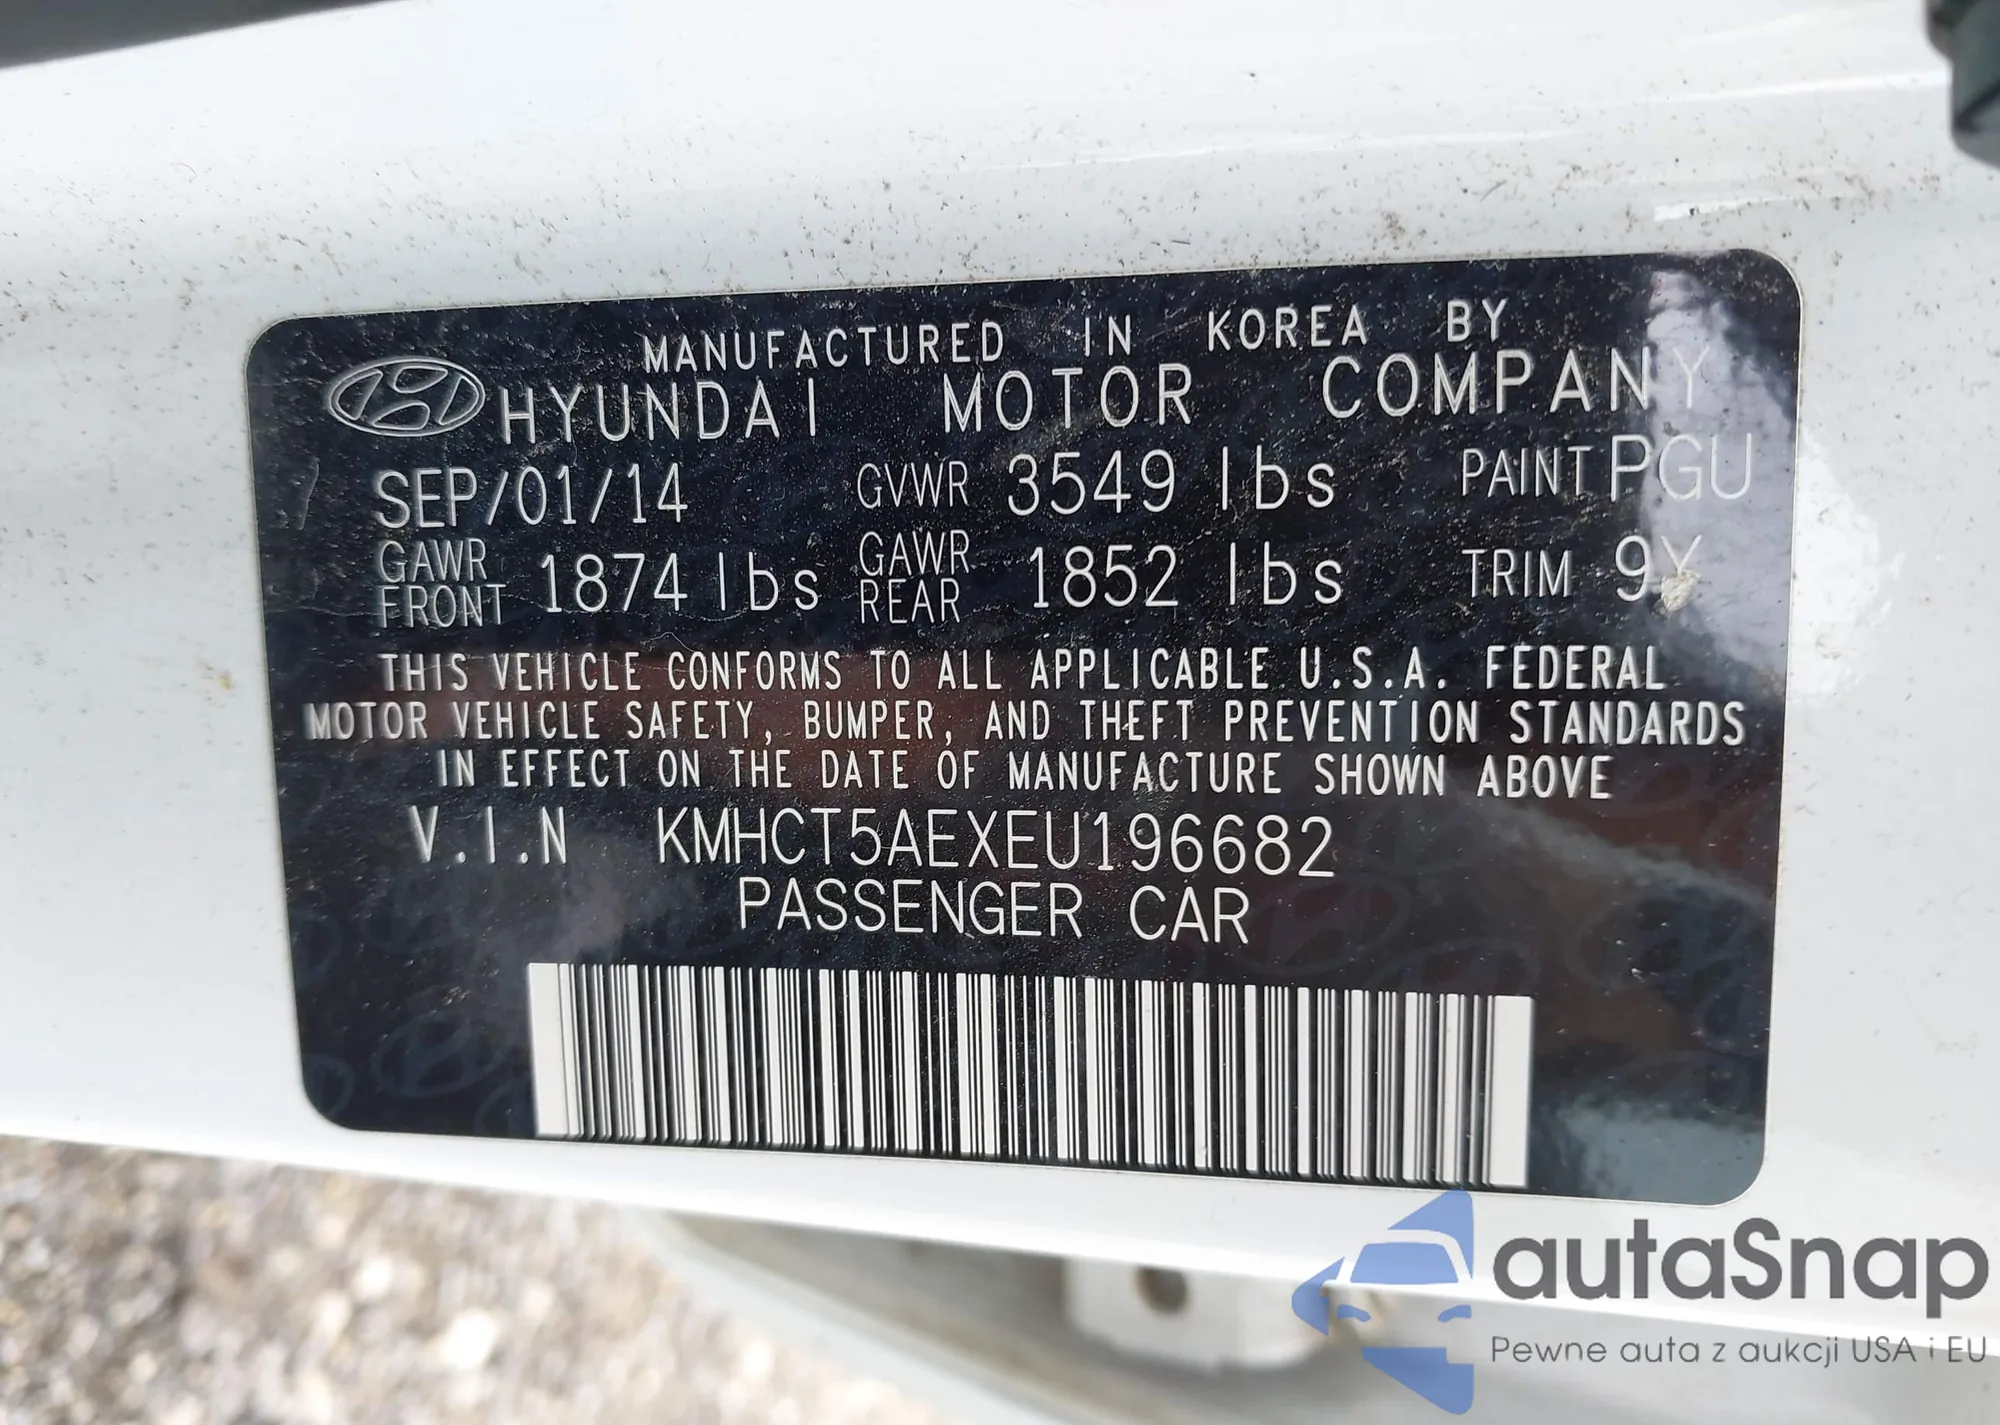 MANUFACTURED IN KOREA BY
HYUNDAI MOTOR COMPANY
SEP/01/14 GVWR 3549 lbs PAINT PGU
GAWR FRONT 1874 lbs GAWR REAR 1852 lbs TRIM 9Y
THIS VEHICLE CONFORMS TO ALL APPLICABLE U.S.A. FEDERAL
MOTOR VEHICLE SAFETY, BUMPER, AND THEFT PREVENTION STANDARDS
IN EFFECT ON THE DATE OF MANUFACTURE SHOWN ABOVE
V.I.N KMHCT5AEXEU196682
PASSENGER CAR
autaSnap
Pewne auta z aukcji USA i EU